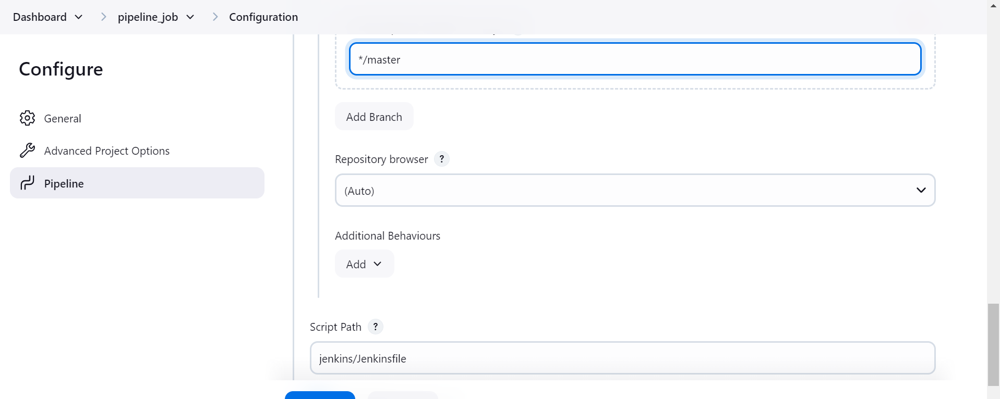 Dashboard pipeline_job Configuration
Configure
General
Advanced Project Options
Pipeline
*/master
Add Branch
Repository browser ?
(Auto)
Additional Behaviours
Add
Script Path ?
jenkins/Jenkinsfile